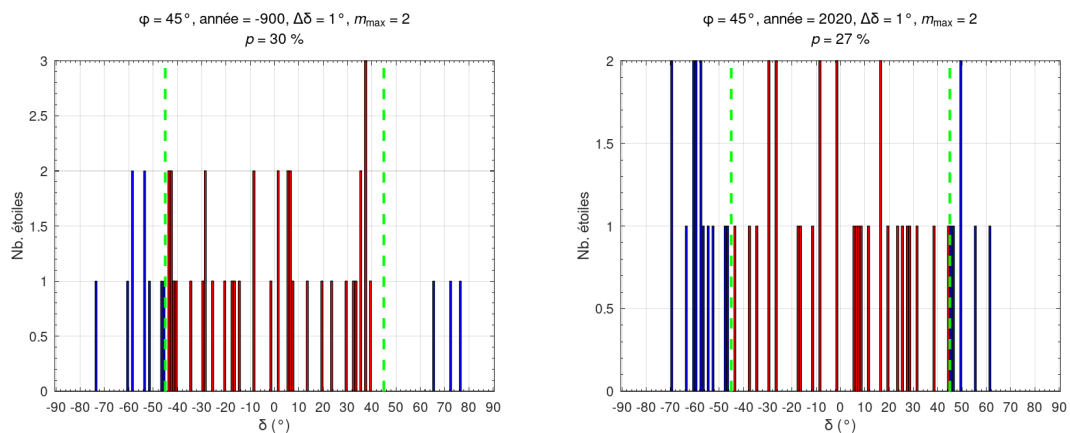 φ = 45°, année = -900, Δδ = 1°, mmax = 2
p = 30 %
3
2.5
2
1.5
1
0.5
0
Nb. étoiles
-90 -80 -70 -60 -50 -40 -30 -20 -10 0 10 20 30 40 50 60 70 80 90
δ (°)
φ = 45°, année = 2020, Δδ = 1°, mmax = 2
p = 27 %
2
1.5
1
0.5
0
Nb. étoiles
-90 -80 -70 -60 -50 -40 -30 -20 -10 0 10 20 30 40 50 60 70 80 90
δ (°)